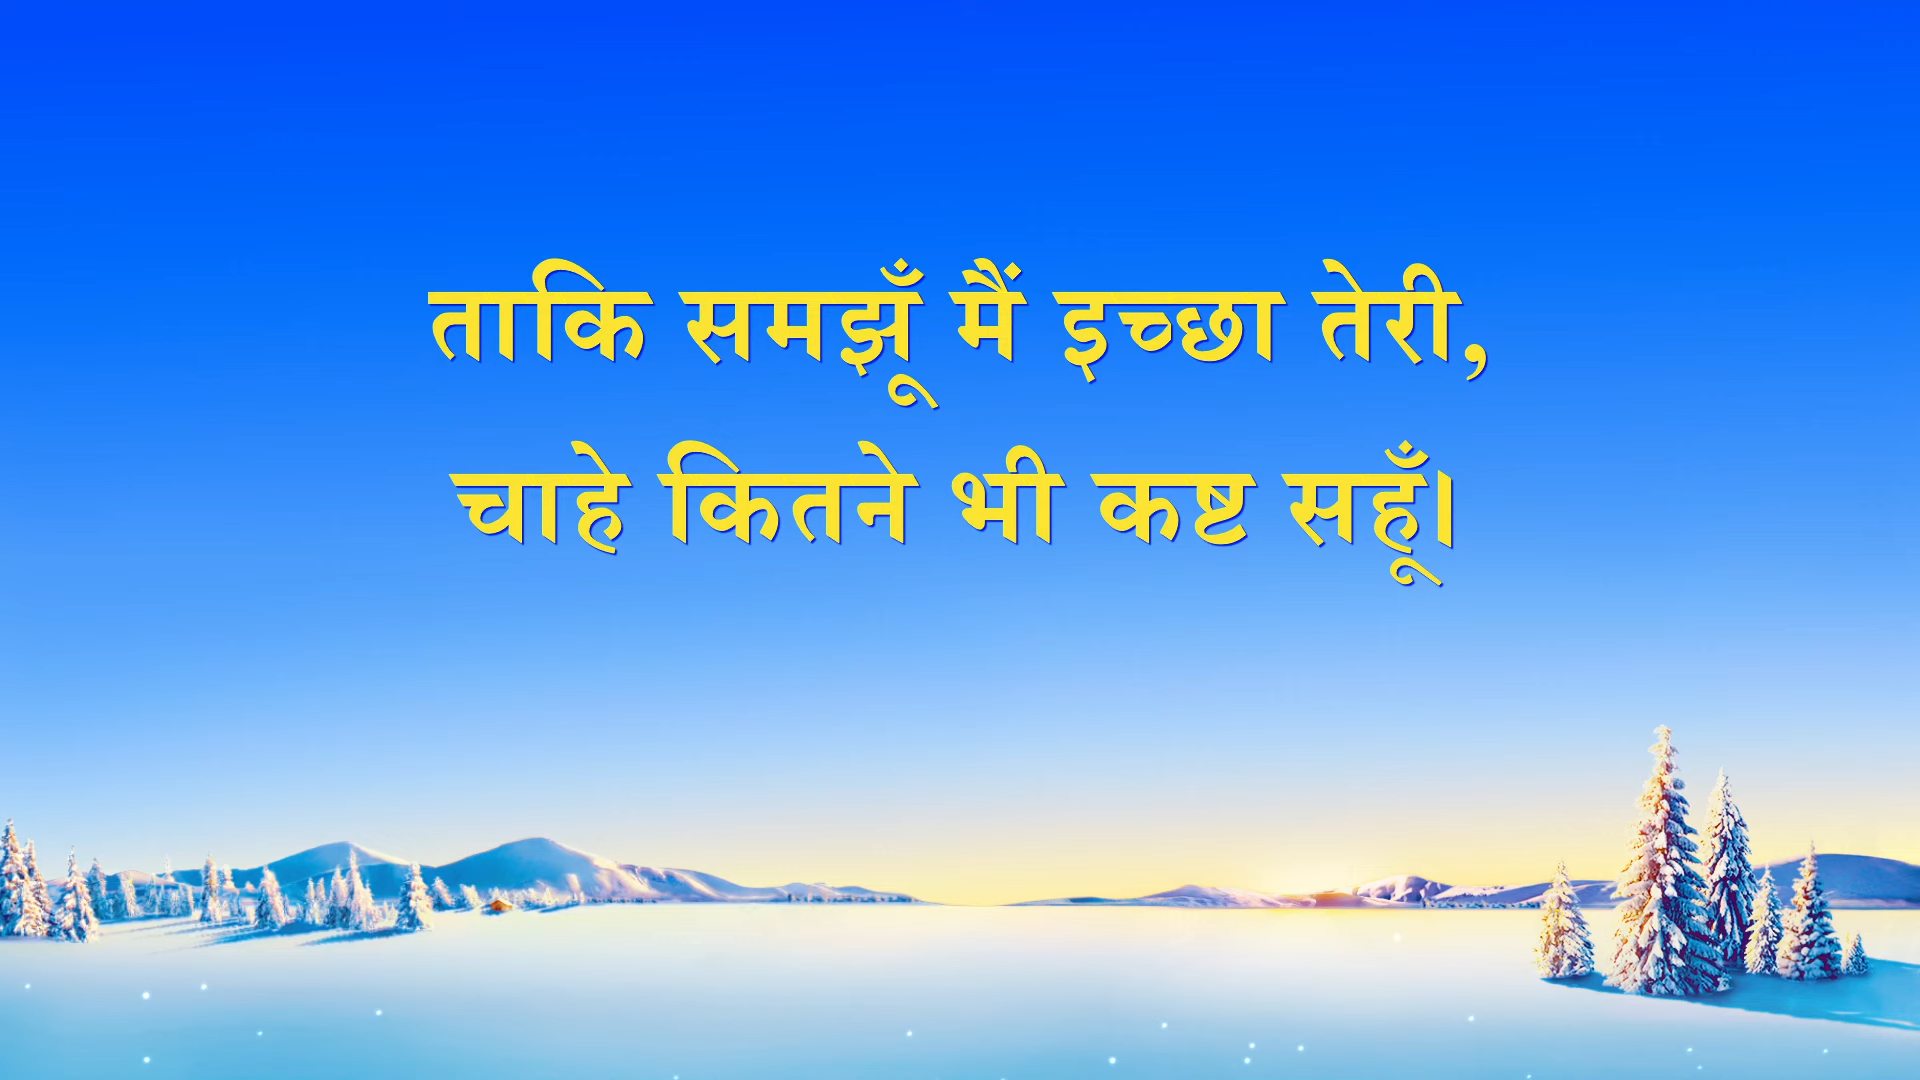 ताकि समझूँ मैं इच्छा तेरी,
चाहे कितने भी कष्ट सहूँ।